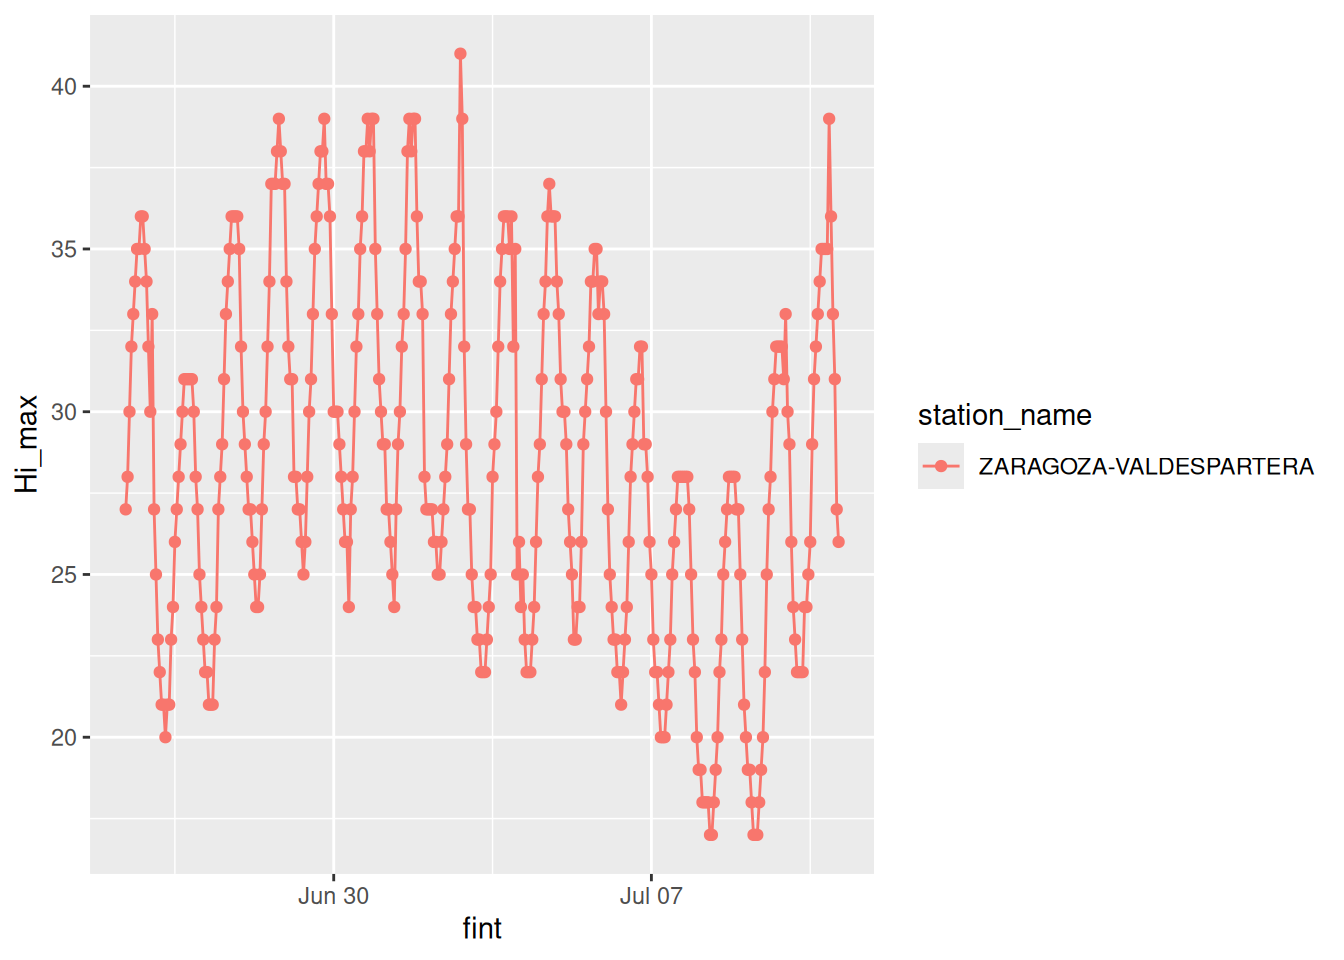 Hi_max
40
35
30
25
20
Jun 30
Jul 07
fint
station_name
ZARAGOZA-VALDESPARTERA